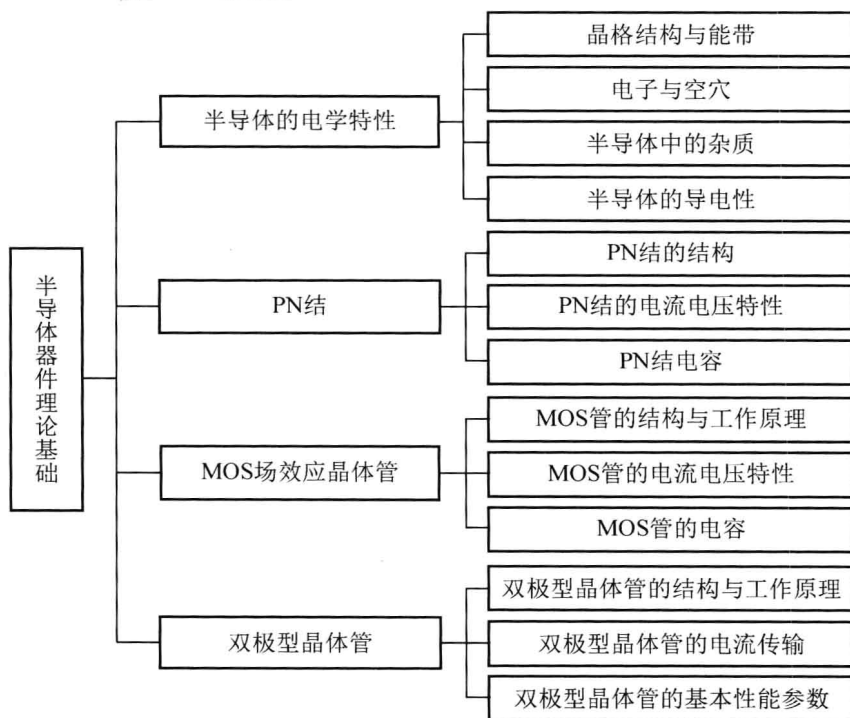 半导体器件理论基础
半导体的电学特性
晶格结构与能带
电子与空穴
半导体中的杂质
半导体的导电性
PN结
PN结的结构
PN结的电流电压特性
PN结电容
MOS场效应晶体管
MOS管的结构与工作原理
MOS管的电流电压特性
MOS管的电容
双极型晶体管
双极型晶体管的结构与工作原理
双极型晶体管的电流传输
双极型晶体管的基本性能参数